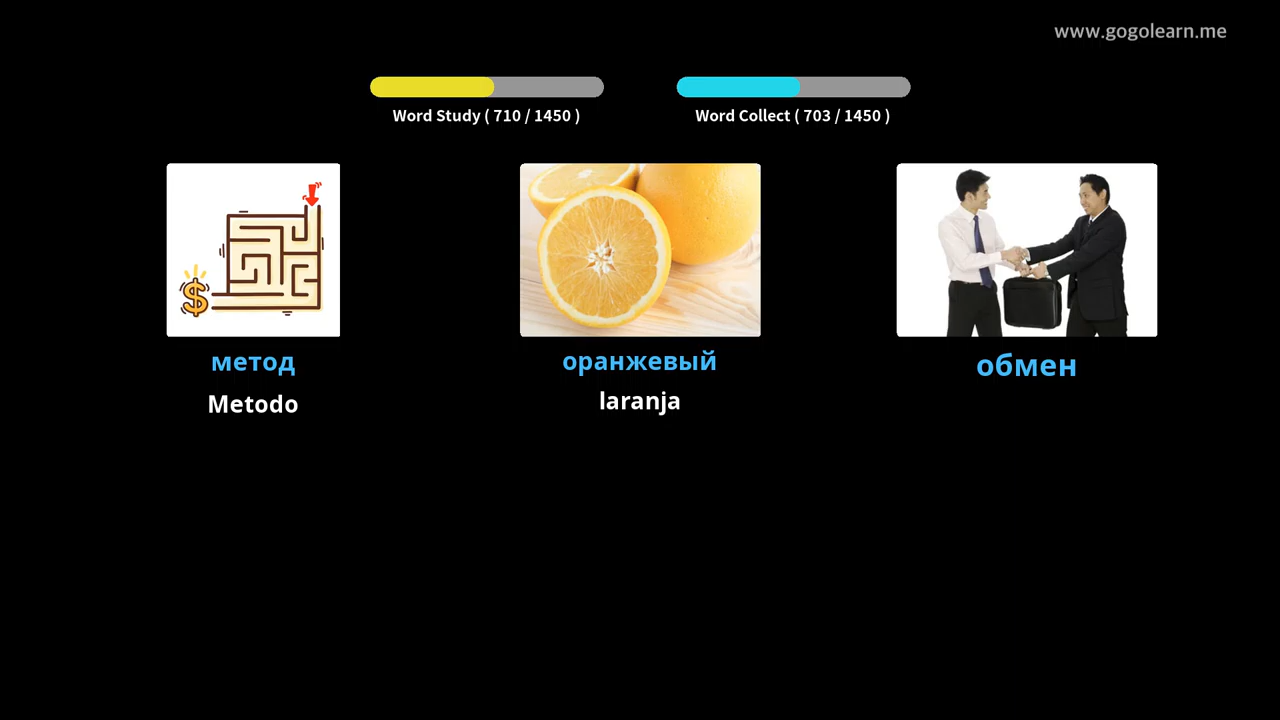 www.gogolearn.me
Word Study ( 710 / 1450 )
Word Collect ( 703 / 1450 )
метод
оранжевый
обмен
Metodo
laranja